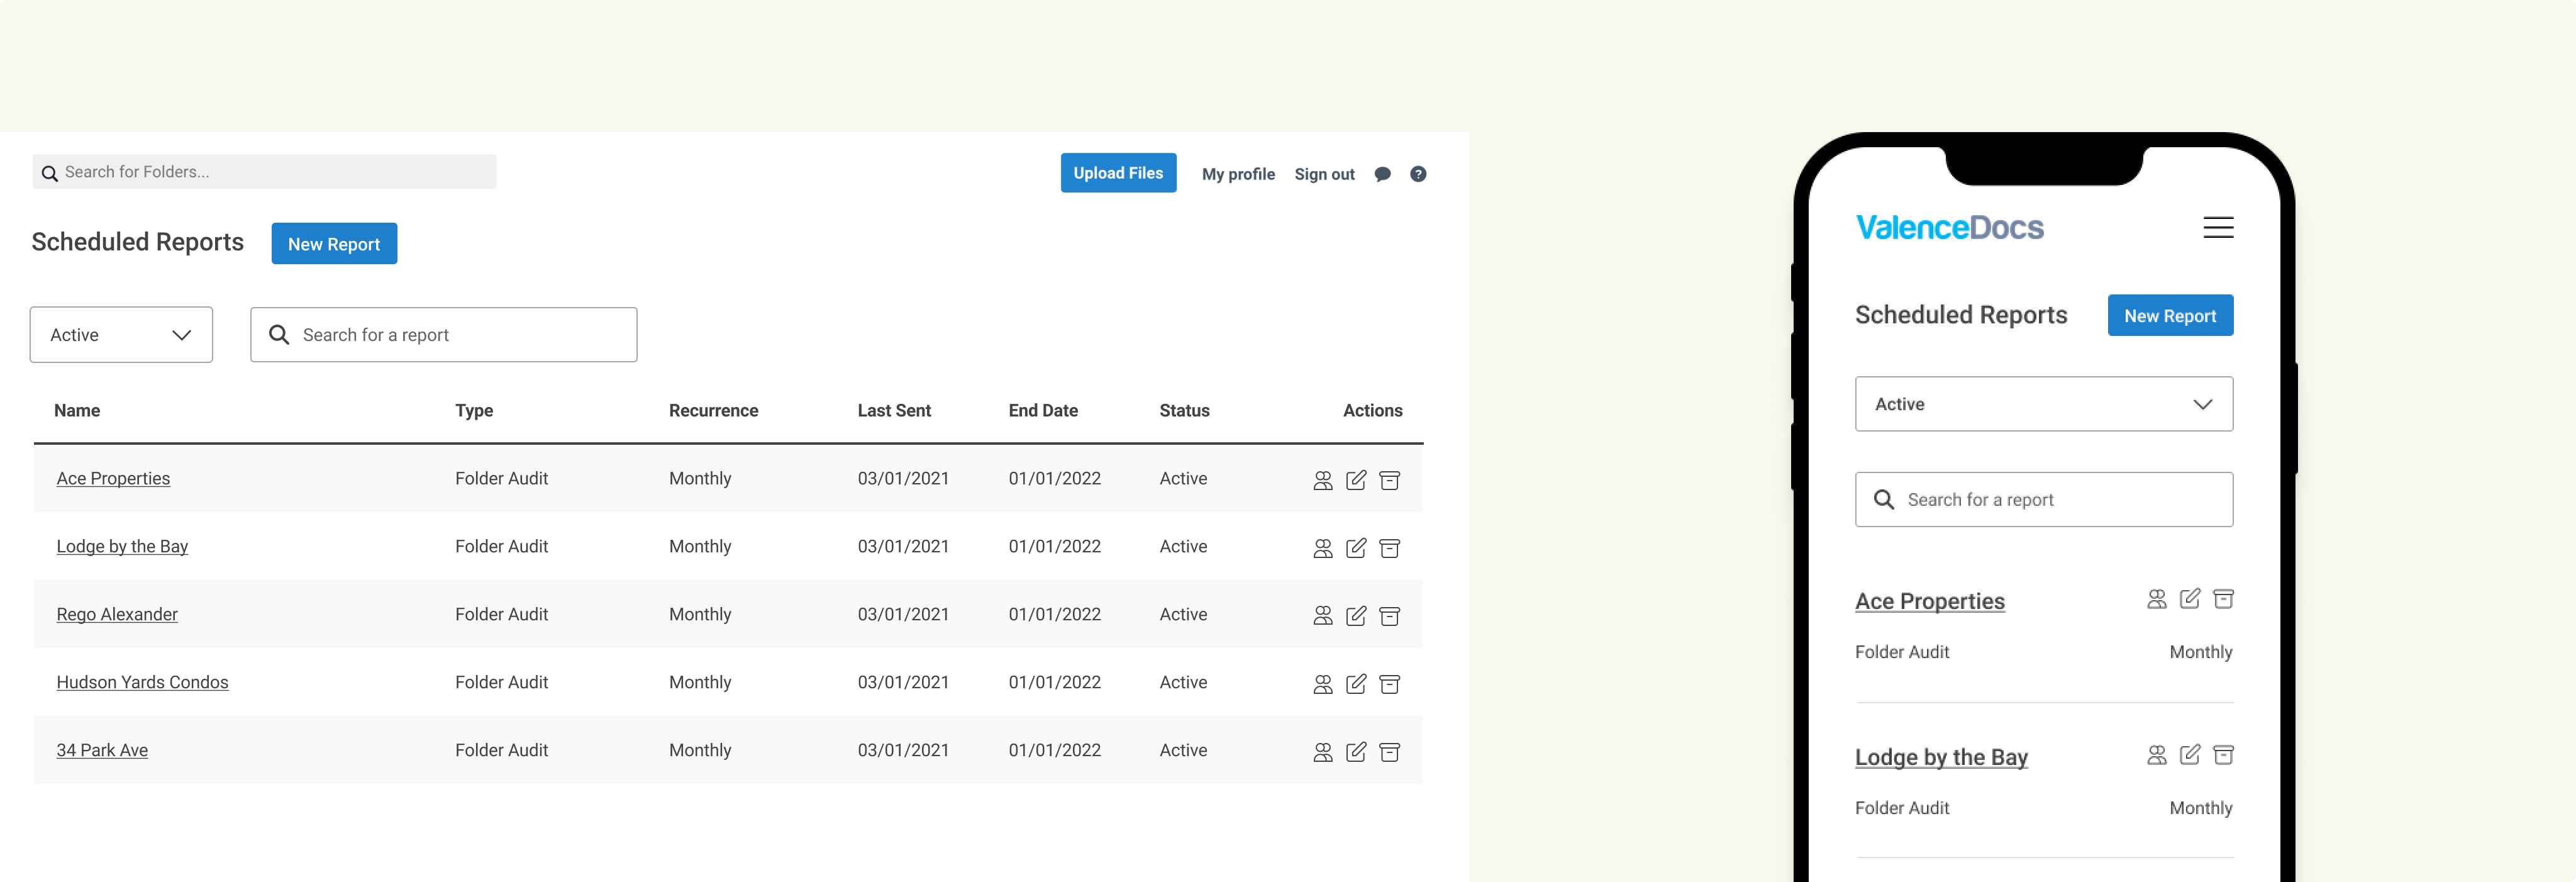 Search for Folders...
Upload Files My profile Sign out
Scheduled Reports New Report
Active Search for a report
Name Type Recurrence Last Sent End Date Status Actions
Ace Properties Folder Audit Monthly 03/01/2021 01/01/2022 Active
Lodge by the Bay Folder Audit Monthly 03/01/2021 01/01/2022 Active
Rego Alexander Folder Audit Monthly 03/01/2021 01/01/2022 Active
Hudson Yards Condos Folder Audit Monthly 03/01/2021 01/01/2022 Active
34 Park Ave Folder Audit Monthly 03/01/2021 01/01/2022 Active
ValenceDocs
Scheduled Reports New Report
Active
Search for a report
Ace Properties
Folder Audit Monthly
Lodge by the Bay
Folder Audit Monthly